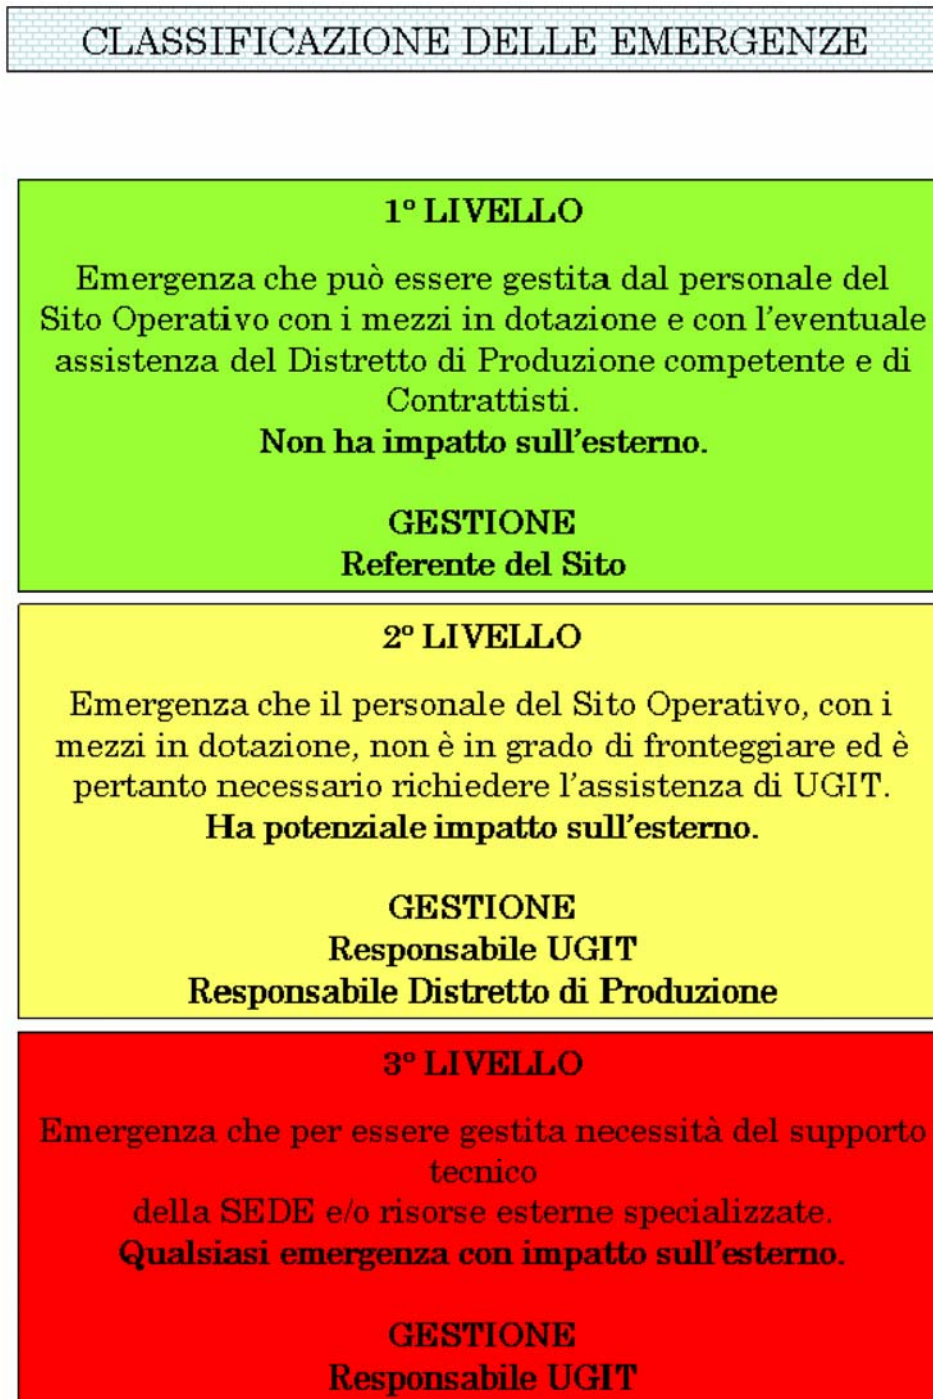 CLASSIFICAZIONE DELLE EMERGENZE
1° LIVELLO
Emergenza che può essere gestita dal personale del
Sito Operativo con i mezzi in dotazione e con l'eventuale
assistenza del Distretto di Produzione competente e di
Contrattisti.
Non ha impatto sull'esterno.
GESTIONE
Referente del Sito
2° LIVELLO
Emergenza che il personale del Sito Operativo, con i
mezzi in dotazione, non è in grado di fronteggiare ed è
pertanto necessario richiedere l'assistenza di UGIT.
Ha potenziale impatto sull'esterno.
GESTIONE
Responsabile UGIT
Responsabile Distretto di Produzione
3° LIVELLO
Emergenza che per essere gestita necessità del supporto
tecnico
della SEDE e/o risorse esterne specializzate.
Qualsiasi emergenza con impatto sull'esterno.
GESTIONE
Responsabile UGIT